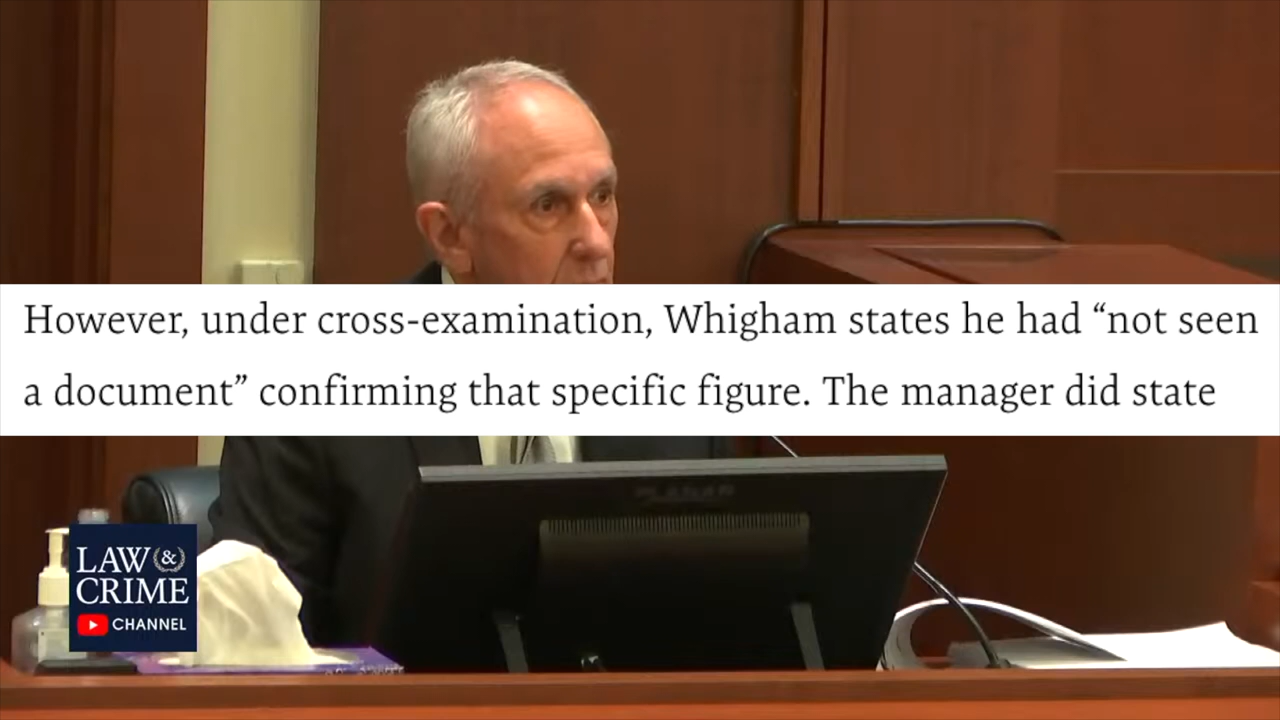 However, under cross-examination, Whigham states he had “not seen
a document” confirming that specific figure. The manager did state
PLANAR
LAW &
CRIME
CHANNEL